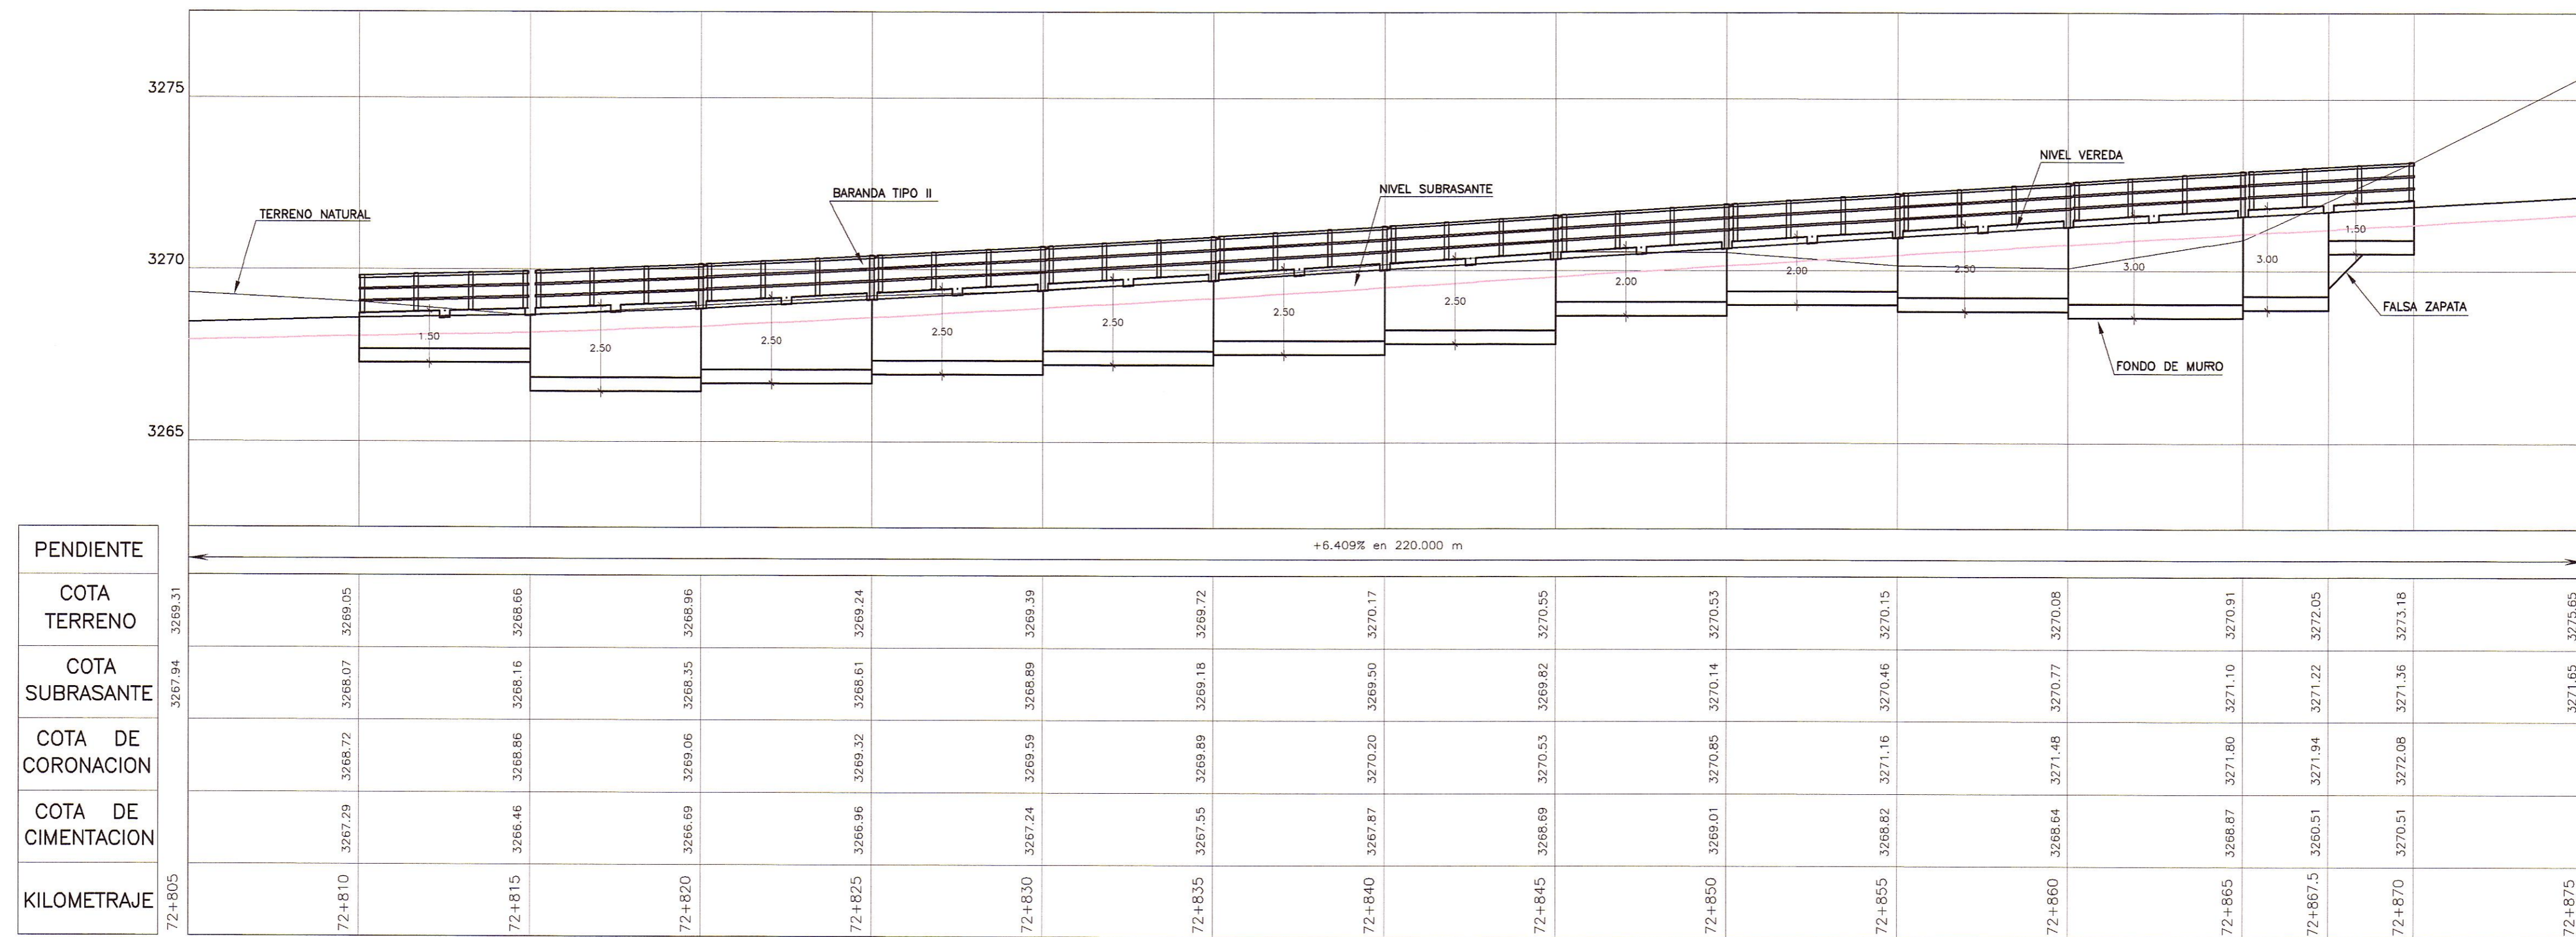 3275
3270
3265
TERRENO NATURAL
BARANDA TIPO II
NIVEL SUBRASANTE
NIVEL VEREDA
FALSA ZAPATA
FONDO DE MURRO
1.50
2.50
2.50
2.50
2.50
2.50
2.50
2.00
2.00
2.50
3.00
3.00
1.50
PENDIENTE
+6.409% en 220.000 m
COTA
TERRENO
3269.31 3269.05 3268.66 3268.96 3269.24 3269.39 3269.72 3270.17 3270.55 3270.53 3270.15 3270.08 3270.91 3272.05 3273.18 3275.65
COTA
SUBRASANTE
3267.94 3268.07 3268.16 3268.35 3268.61 3268.89 3269.18 3269.50 3269.82 3270.14 3270.46 3270.77 3271.10 3271.22 3271.36 3271.65
COTA DE
CORONACION
3268.72 3268.86 3269.06 3269.32 3269.59 3269.89 3270.20 3270.53 3270.85 3271.16 3271.48 3271.80 3271.94 3272.08
COTA DE
CIMENTACION
3267.29 3266.46 3266.69 3266.96 3267.24 3267.55 3267.87 3268.69 3269.01 3268.82 3268.64 3268.87 3260.51 3270.51
KILOMETRAJE
72+805 72+810 72+815 72+820 72+825 72+830 72+835 72+840 72+845 72+850 72+855 72+860 72+865 72+867.5 72+870 72+875